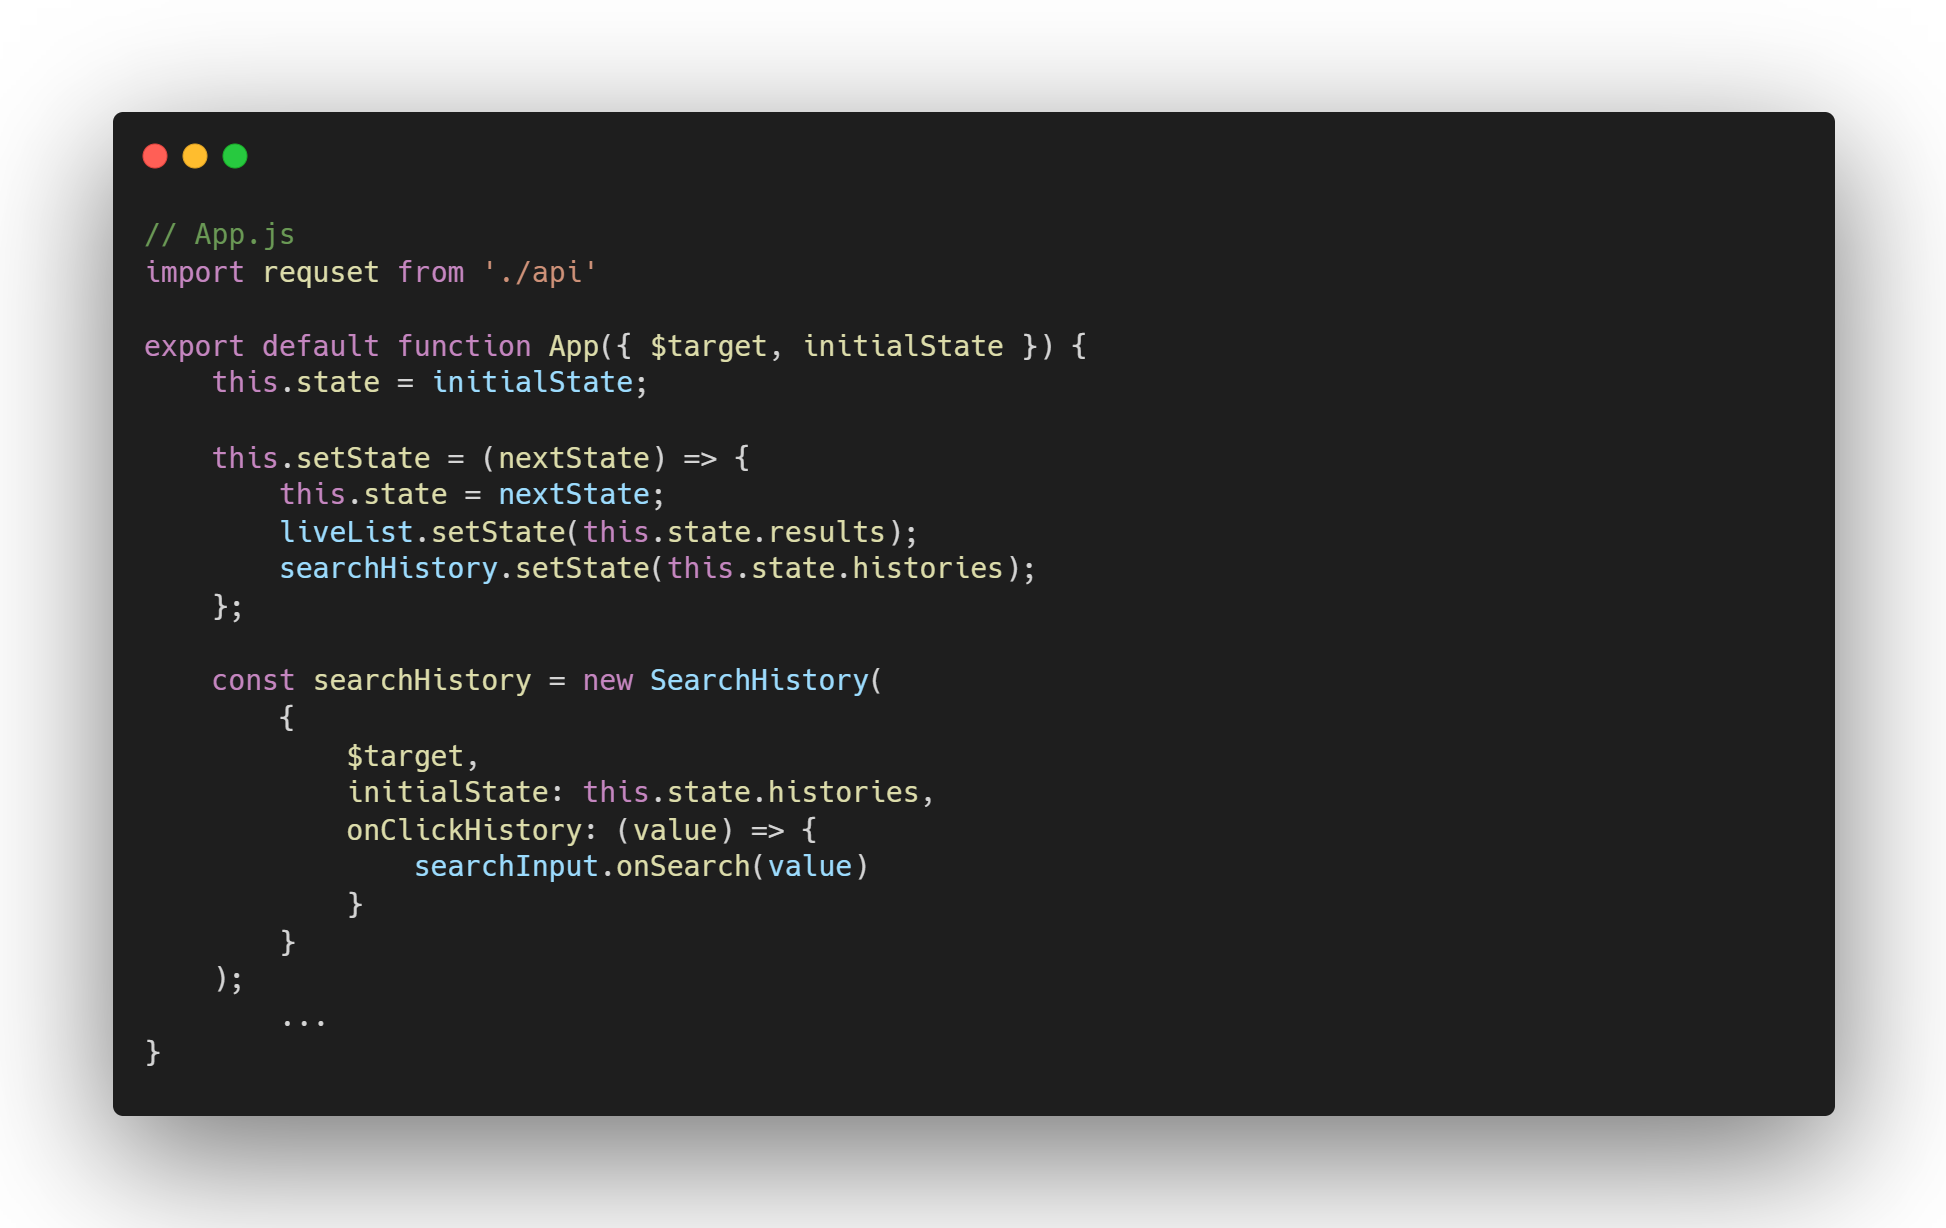 // App.js
import requset from './api'
export default function App({ $target, initialState }) {
this.state = initialState;
this.setState = (nextState) => {
this.state = nextState;
liveList.setState(this.state.results);
searchHistory.setState(this.state.histories);
};
const searchHistory = new SearchHistory(
{
$target,
initialState: this.state.histories,
onClickHistory: (value) => {
searchInput.onSearch(value)
}
}
);
...
}